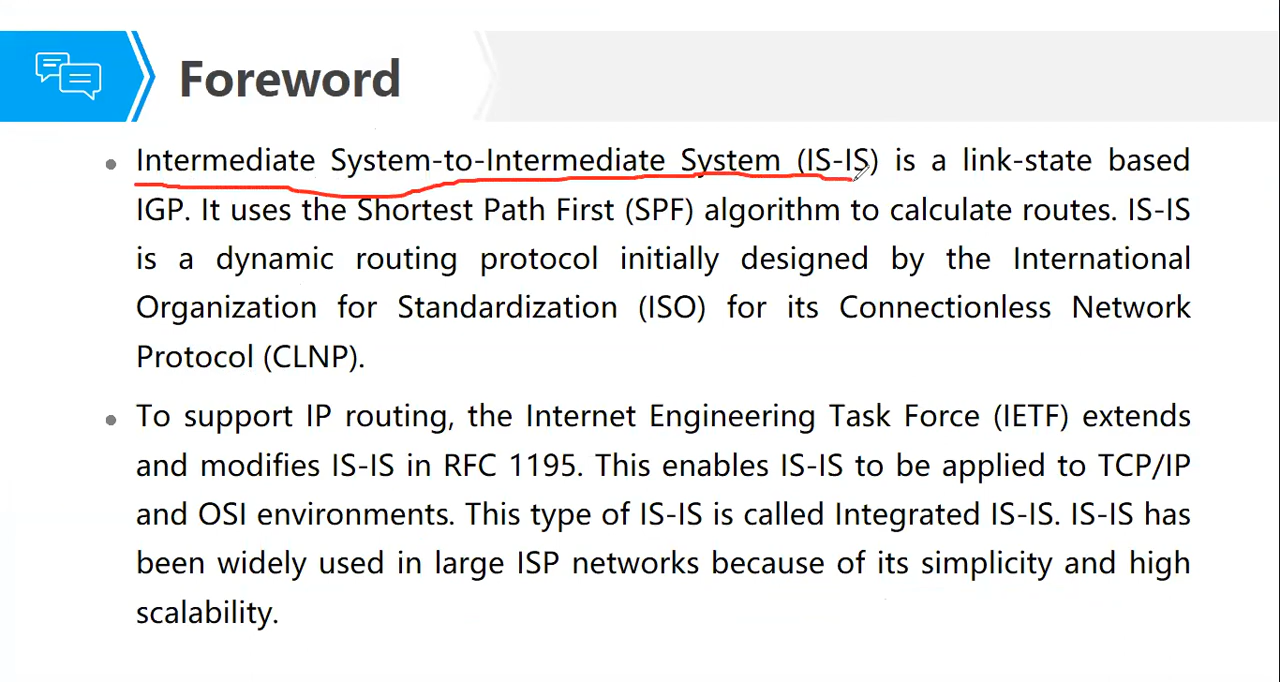 Foreword
Intermediate System-to-Intermediate System (IS-IS) is a link-state based
IGP. It uses the Shortest Path First (SPF) algorithm to calculate routes. IS-IS
is a dynamic routing protocol initially designed by the International
Organization for Standardization (ISO) for its Connectionless Network
Protocol (CLNP).
To support IP routing, the Internet Engineering Task Force (IETF) extends
and modifies IS-IS in RFC 1195. This enables IS-IS to be applied to TCP/IP
and OSI environments. This type of IS-IS is called Integrated IS-IS. IS-IS has
been widely used in large ISP networks because of its simplicity and high
scalability.